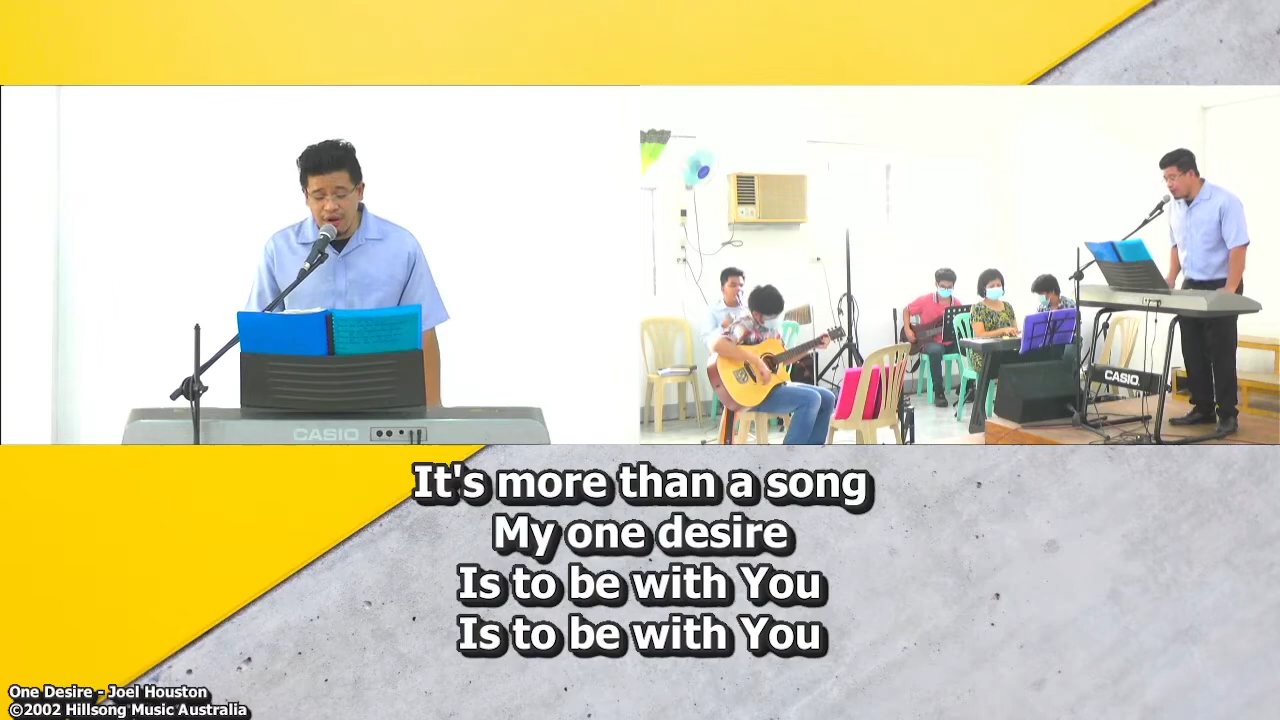 CASIO
CASIO
It's more than a song
My one desire
Is to be with You
Is to be with You
One Desire - Joel Houston
©2002 Hillsong Music Australia